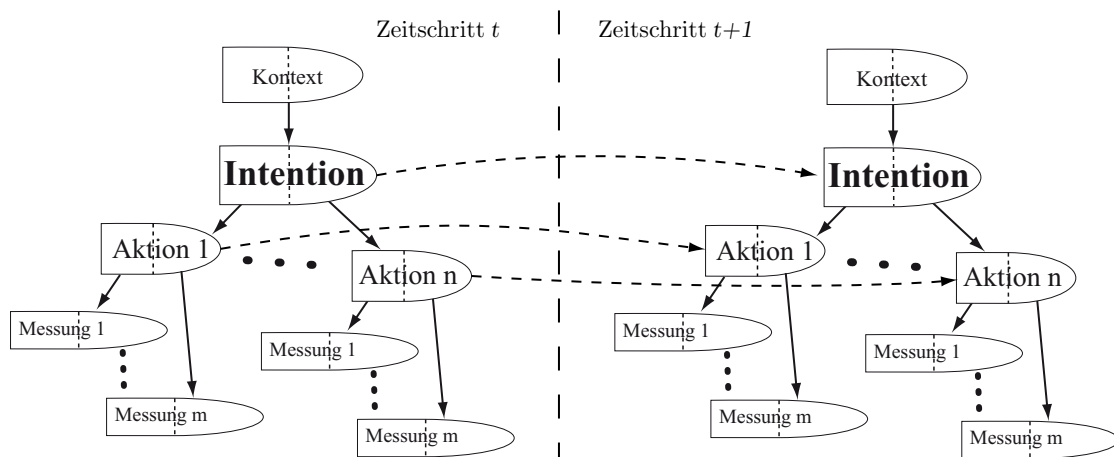 Zeitschritt t
Kontext
Intention
Aktion 1
Aktion n
Messung 1
Messung 1
Messung m
Messung m
Zeitschritt t+1
Kontext
Intention
Aktion 1
Aktion n
Messung 1
Messung 1
Messung m
Messung m